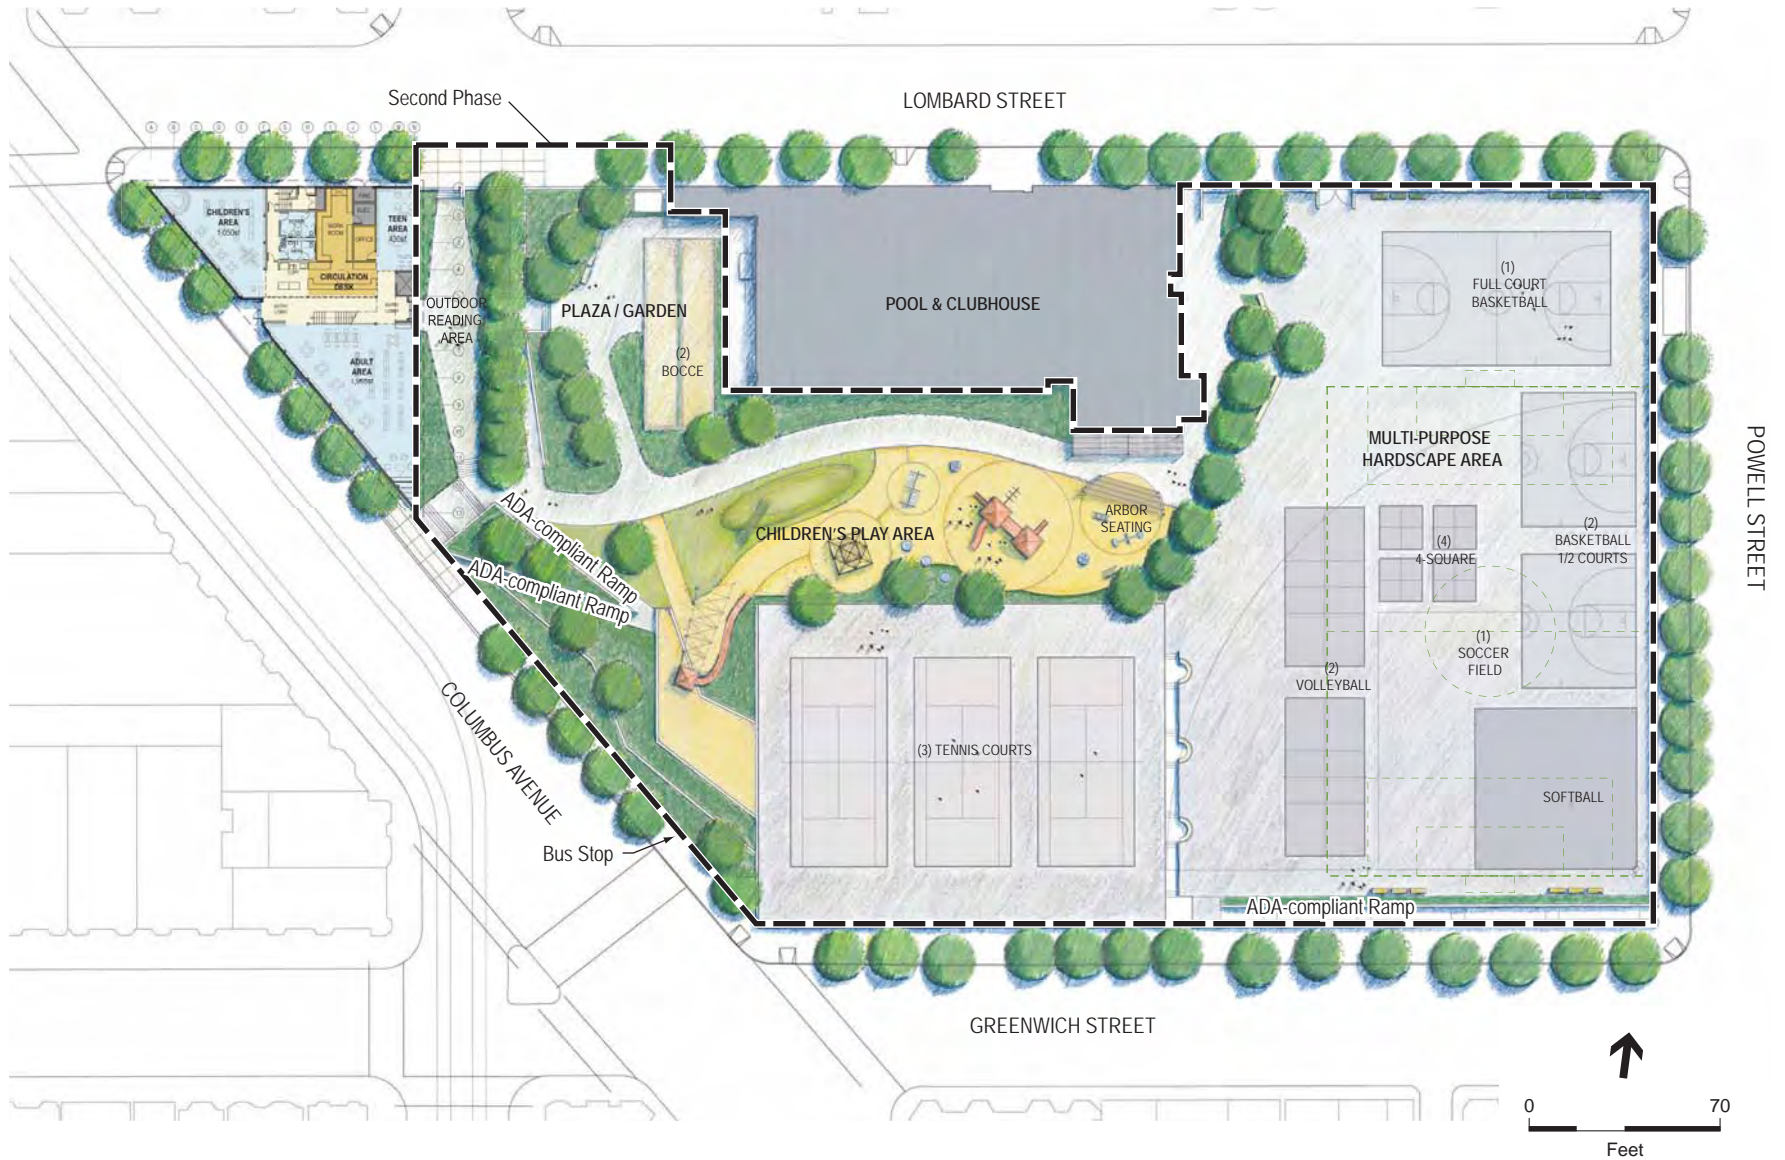 Second Phase
LOMBARD STREET
CHILDREN'S
AREA
TEEN
AREA
WORK
ROOM
OFFICE
CIRCULATION
DESK
ADULT
AREA
OUTDOOR
READING
AREA
PLAZA / GARDEN
(2)
BOCCE
POOL & CLUBHOUSE
(1)
FULL COURT
BASKETBALL
MULTI-PURPOSE
HARDSCAPE AREA
POWELL STREET
ADA-compliant Ramp
ADA-compliant Ramp
CHILDREN'S PLAY AREA
ARBOR
SEATING
(4)
4-SQUARE
(2)
BASKETBALL
1/2 COURTS
(1)
SOCCER
FIELD
(2)
VOLLEYBALL
COLUMBUS AVENUE
(3) TENNIS COURTS
SOFTBALL
Bus Stop
ADA-compliant Ramp
GREENWICH STREET
0 70
Feet